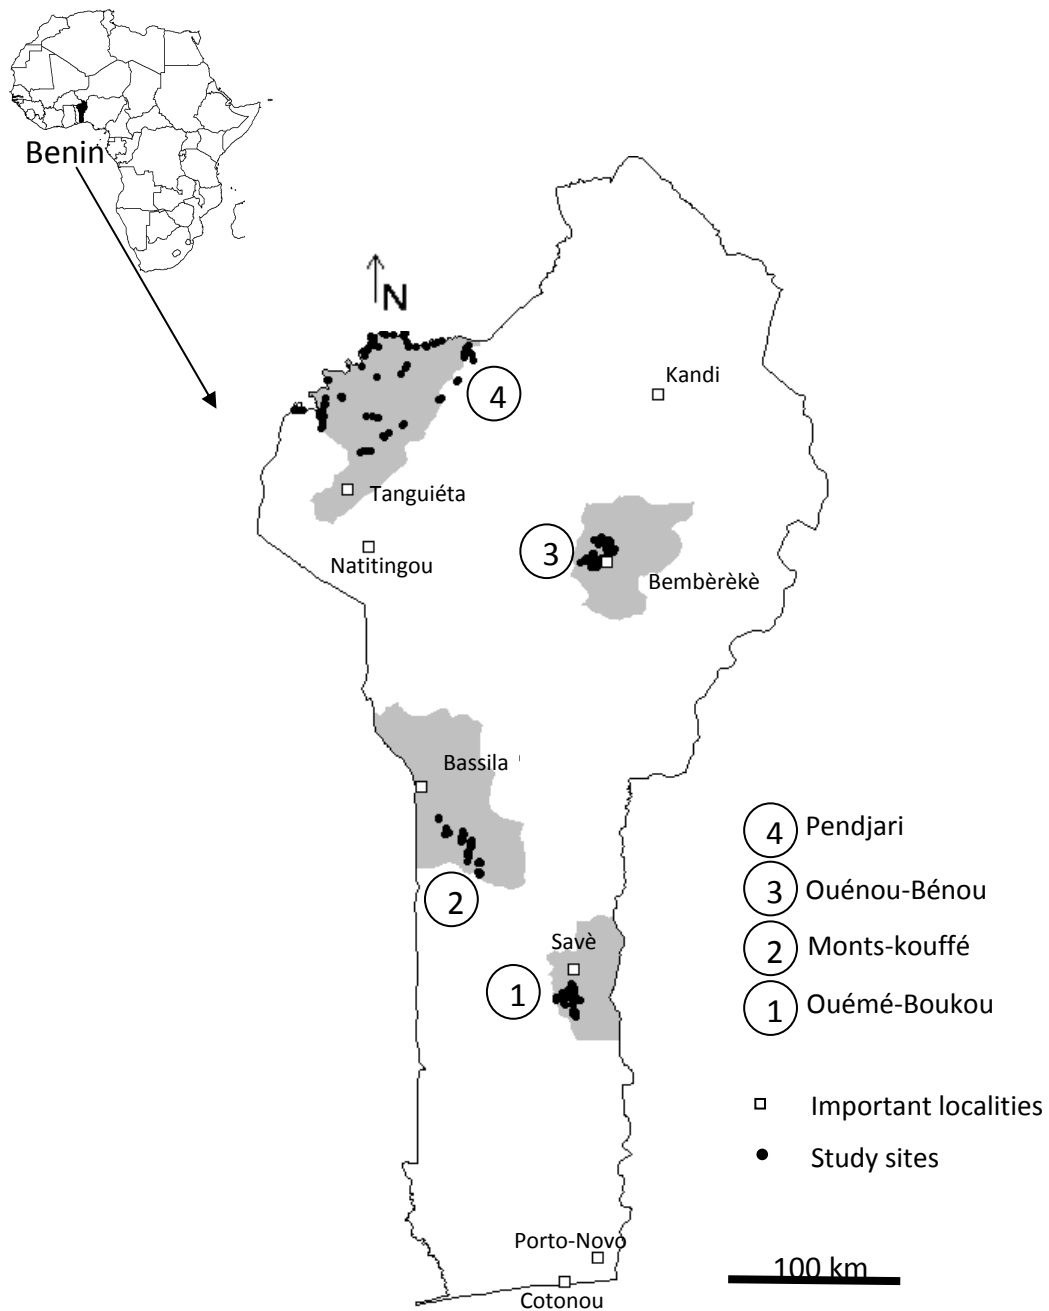 Benin
N
Kandi
4
Tanguiéta
3
Natitingou
Bembèrèkè
Bassila
4 Pendjari
3 Ouénou-Bénou
2
Savè
2 Monts-kouffé
1
1 Ouémé-Boukou
Important localities
Study sites
Porto-Novo
100 km
Cotonou